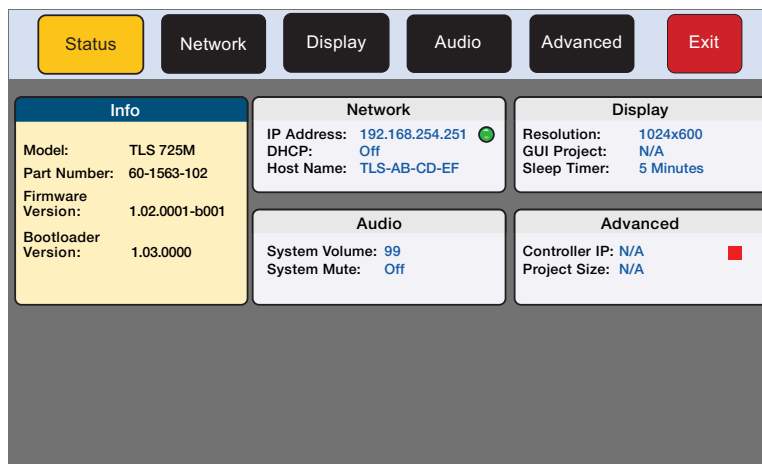 Status Network Display Audio Advanced Exit
Info
Model: TLS 725M
Part Number: 60-1563-102
Firmware
Version: 1.02.0001-b001
Bootloader
Version: 1.03.0000
Network
IP Address: 192.168.254.251
DHCP: Off
Host Name: TLS-AB-CD-EF
Display
Resolution: 1024x600
GUI Project: N/A
Sleep Timer: 5 Minutes
Audio
System Volume: 99
System Mute: Off
Advanced
Controller IP: N/A
Project Size: N/A